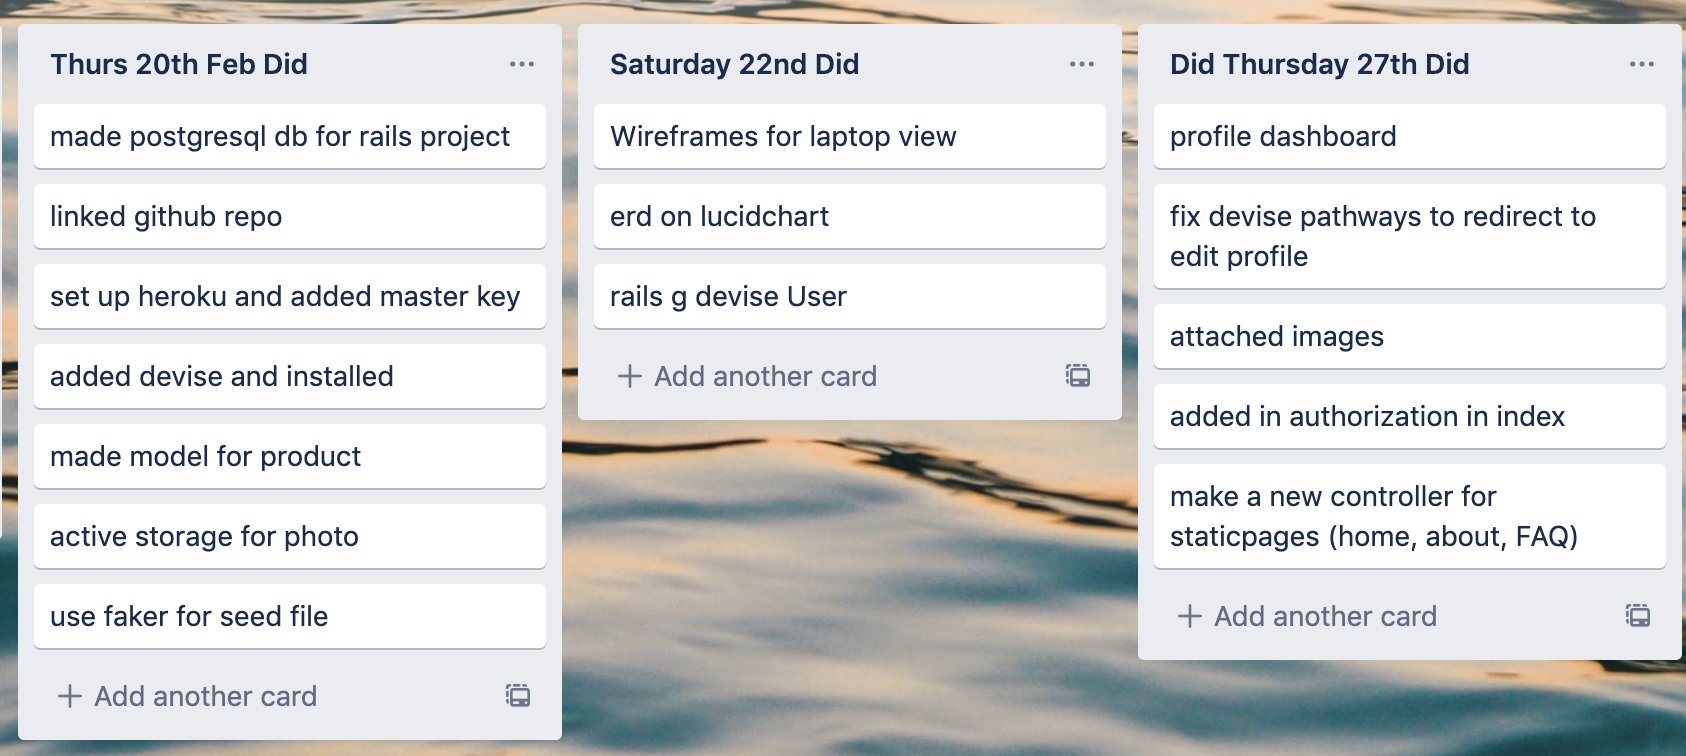 Thurs 20th Feb Did
made postgresql db for rails project
linked github repo
set up heroku and added master key
added devise and installed
made model for product
active storage for photo
use faker for seed file
Add another card
Saturday 22nd Did
Wireframes for laptop view
erd on lucidchart
rails g devise User
Add another card
Did Thursday 27th Did
profile dashboard
fix devise pathways to redirect to
edit profile
attached images
added in authorization in index
make a new controller for
staticpages (home, about, FAQ)
Add another card